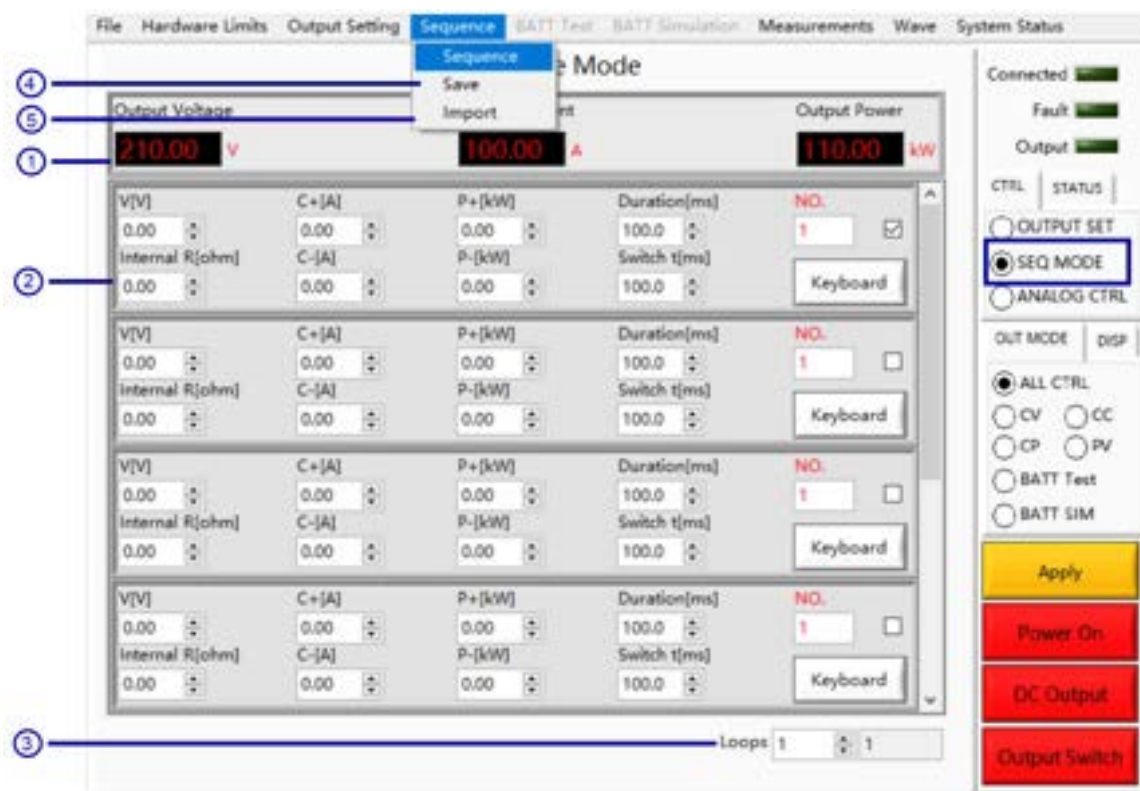 File Hardware Limits Output Setting Sequence BATT Test BATT Simulation Measurements Wave System Status
Sequence
Save
Import
e Mode
④
⑤
①
②
③
Output Voltage nt Output Power
210.00 V 100.00 A 110.00 kW
V[V] C+[A] P+[kW] Duration[ms] NO.
0.00 0.00 0.00 100.0 1
Internal R[ohm] C-[A] P-[kW] Switch t[ms]
0.00 0.00 0.00 100.0 Keyboard
V[V] C+[A] P+[kW] Duration[ms] NO.
0.00 0.00 0.00 100.0 1
Internal R[ohm] C-[A] P-[kW] Switch t[ms]
0.00 0.00 0.00 100.0 Keyboard
V[V] C+[A] P+[kW] Duration[ms] NO.
0.00 0.00 0.00 100.0 1
Internal R[ohm] C-[A] P-[kW] Switch t[ms]
0.00 0.00 0.00 100.0 Keyboard
V[V] C+[A] P+[kW] Duration[ms] NO.
0.00 0.00 0.00 100.0 1
Internal R[ohm] C-[A] P-[kW] Switch t[ms]
0.00 0.00 0.00 100.0 Keyboard
Loops 1 1
Connected
Fault
Output
CTRL STATUS
OUTPUT SET
SEQ MODE
ANALOG CTRL
OUT MODE DISP
ALL CTRL
CV CC
CP PV
BATT Test
BATT SIM
Apply
Power On
DC Output
Output Switch